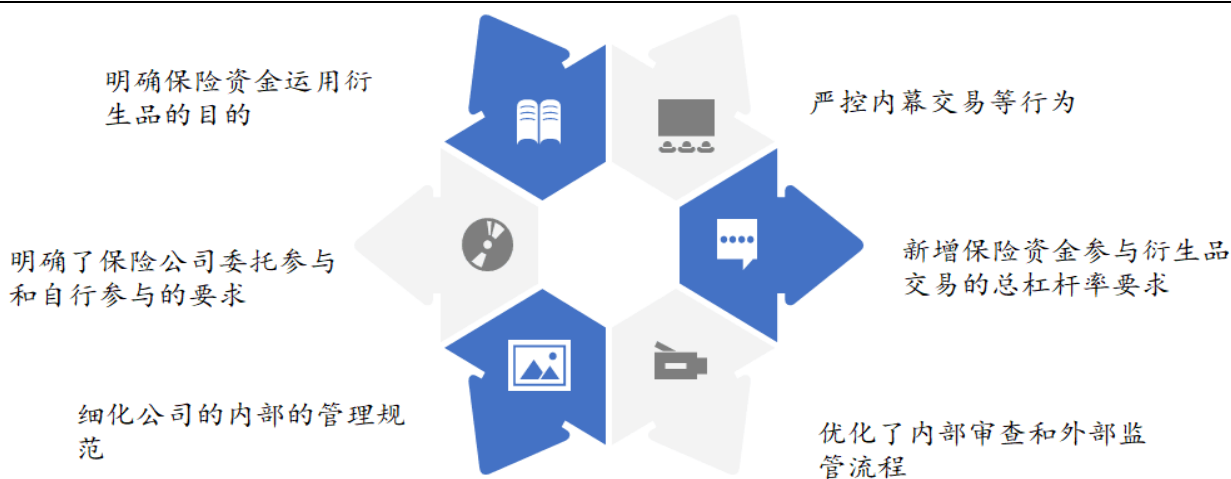 明确保险资金运用衍
生品的目的
严控内幕交易等行为
明确了保险公司委托参与
和自行参与的要求
新增保险资金参与衍生品
交易的总杠杆率要求
细化公司的内部的管理规
范
优化了内部审查和外部监
管流程